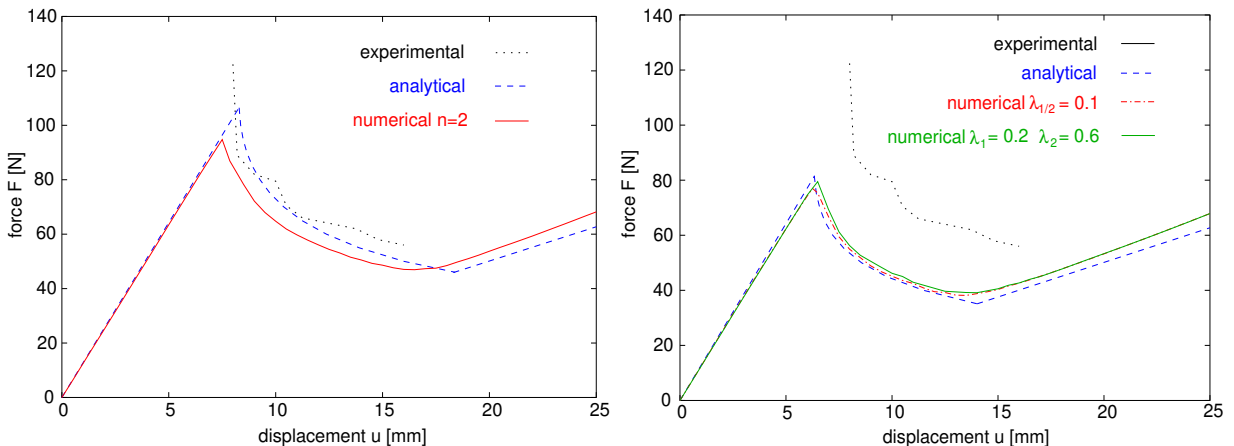 140
120
100
80
60
40
20
0
0 5 10 15 20 25
force F [N]
displacement u [mm]
experimental
analytical
numerical n=2
140
120
100
80
60
40
20
0
0 5 10 15 20 25
force F [N]
displacement u [mm]
experimental
analytical
numerical λ1/2 = 0.1
numerical λ1 = 0.2 λ2 = 0.6